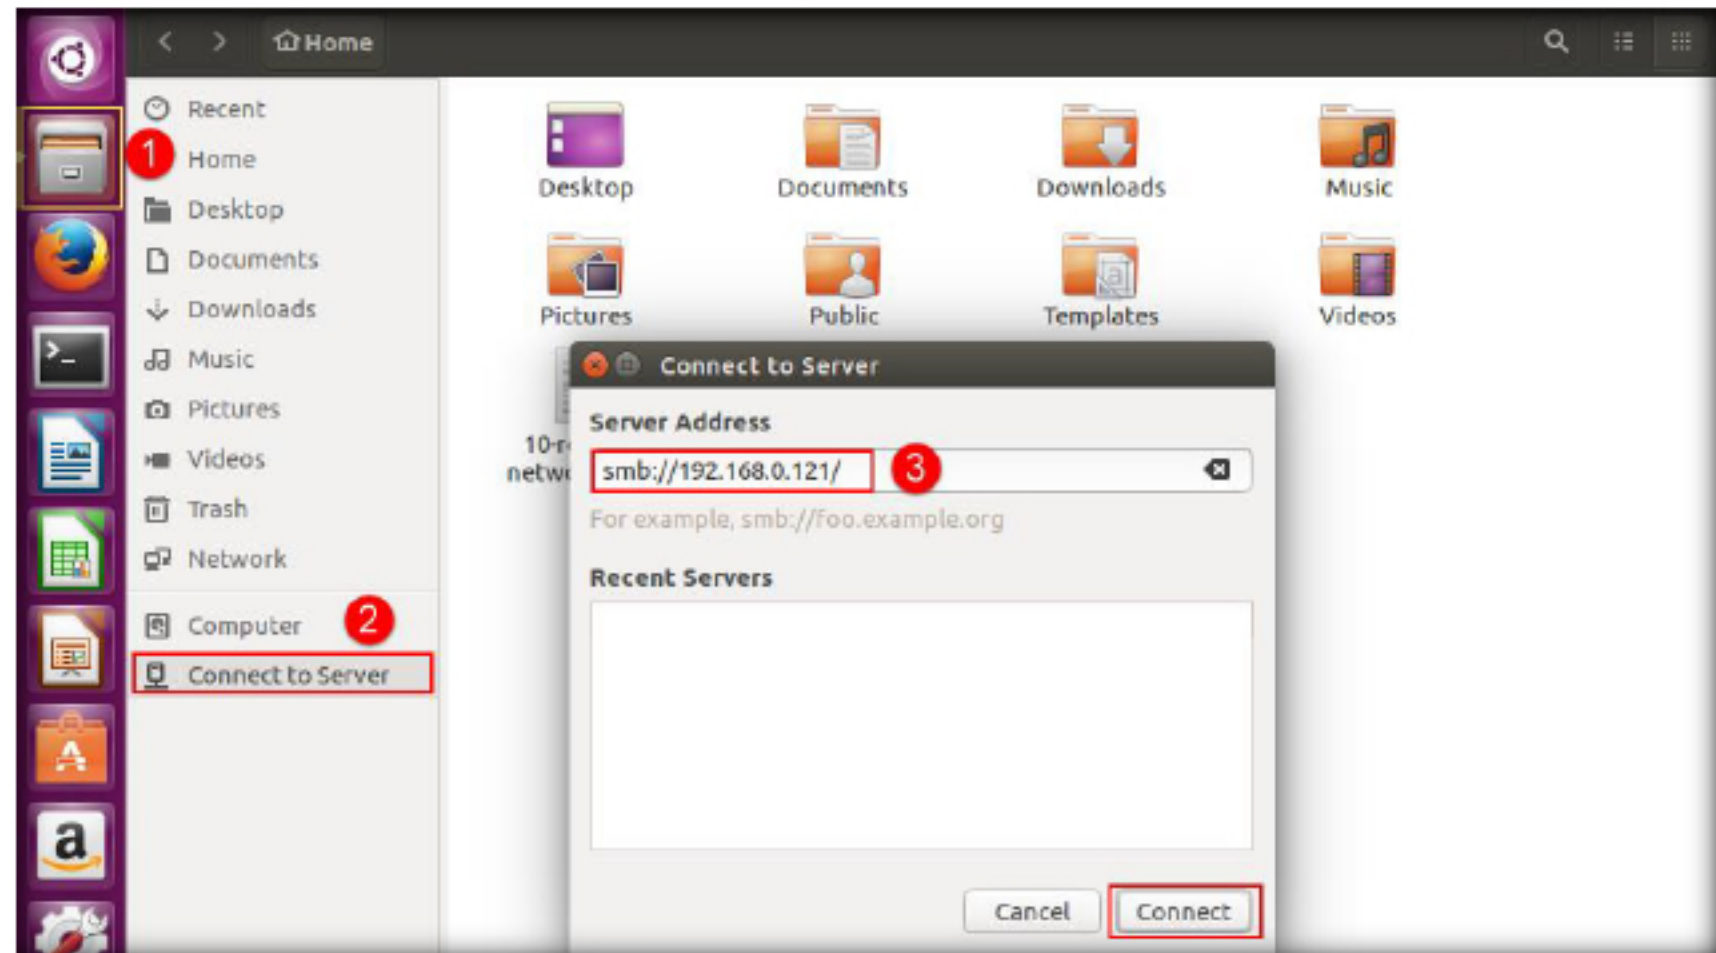 Home
Recent
1
Home
Desktop
Documents
Downloads
Music
Pictures
Videos
Trash
Network
Computer
2
Connect to Server
Desktop
Documents
Downloads
Music
Pictures
Public
Templates
Videos
10-r
netw
Connect to Server
Server Address
smb://192.168.0.121/
3
For example, smb://foo.example.org
Recent Servers
Cancel
Connect